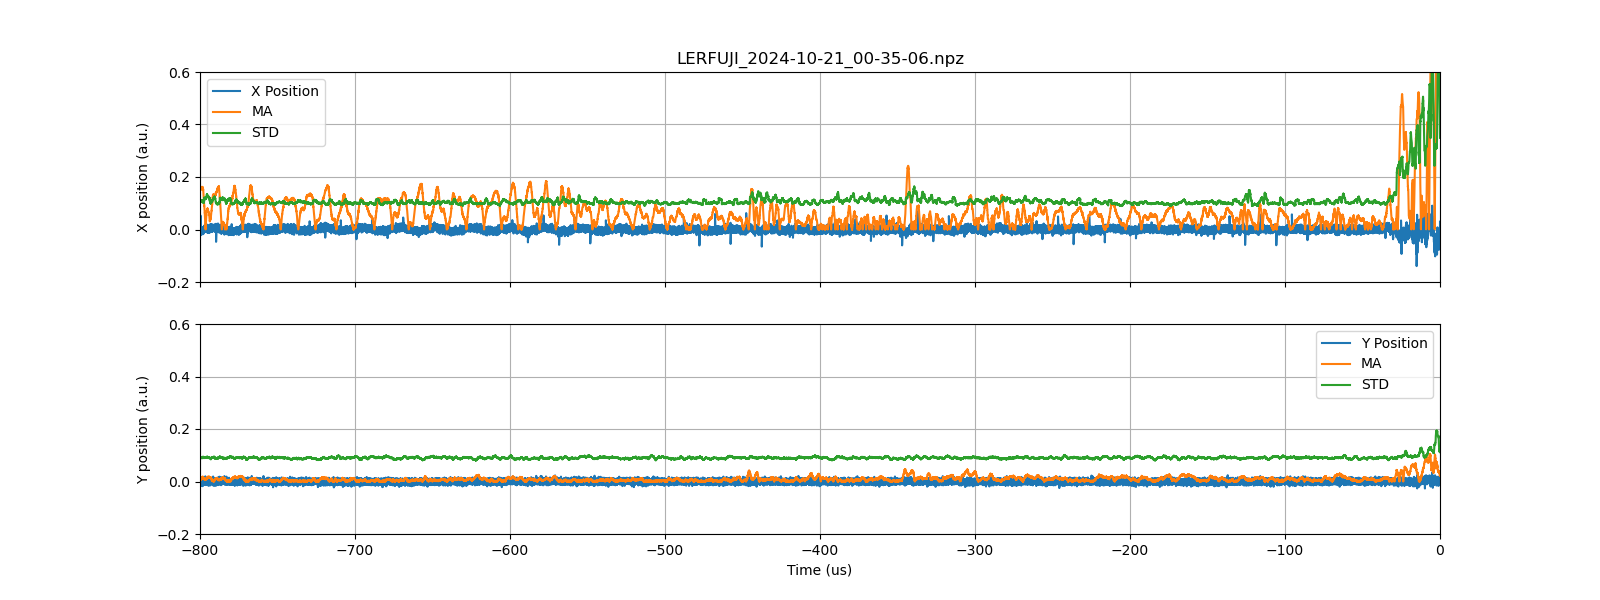 LERFUJI_2024-10-21_00-35-06.npz
X position (a.u.)
0.6
0.4
0.2
0.0
−0.2
X Position
MA
STD
Y position (a.u.)
0.6
0.4
0.2
0.0
−0.2
Y Position
MA
STD
−800
−700
−600
−500
−400
−300
−200
−100
0
Time (us)